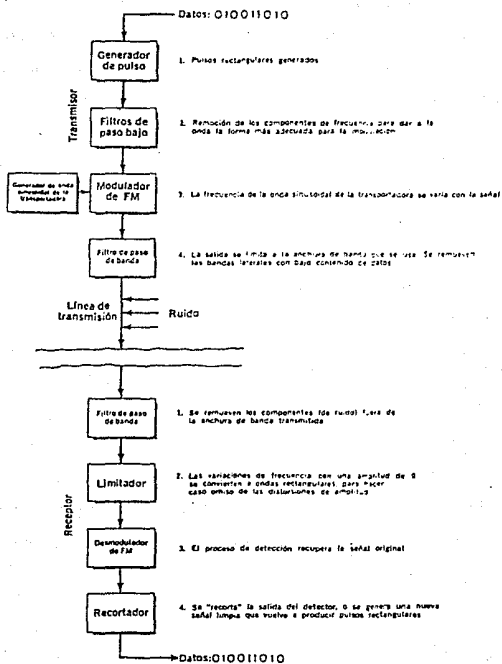 Datos: 010011010
Generador
de pulso
1. Pulsos rectangulares generados
Transmisor
Filtros de
paso bajo
2. Remoción de los componentes de frecuencia para dar a la
onda la forma más adecuada para la modulación
Generador de onda
sinusoidal de la
transportadora
Modulador
de FM
3. La frecuencia de la onda sinusoidal de la transportadora se varía con la señal
Filtro de paso
de banda
4. La salida se limita a la anchura de banda que se usa. Se remueven
las bandas laterales con bajo contenido de datos
Línea de
transmisión
Ruido
Filtro de paso
de banda
1. Se remueven los componentes (de ruido) fuera de
la anchura de banda transmitida
Receptor
Limitador
2. Las variaciones de frecuencia con una amplitud de
se convierten a ondas rectangulares, para hacer
caso omiso de las distorsiones de amplitud
Desmodulador
de FM
3. El proceso de detección recupera la señal original
Recortador
4. Se "recorta" la salida del detector, o se genera una nueva
señal limpia que vuelve a producir pulsos rectangulares
Datos:010011010